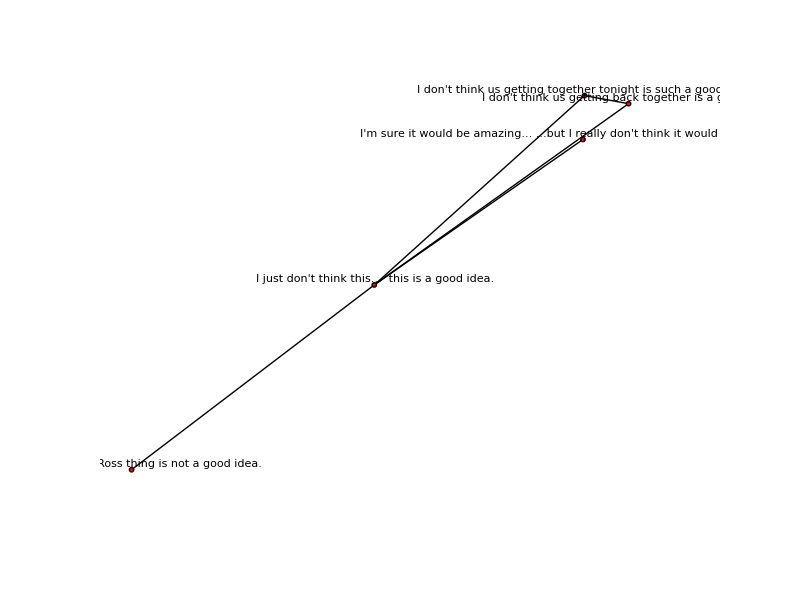 I don't think us getting together tonight is such a good
I don't think us getting back together is a
I'm sure it would be amazing... ...but I really don't think it would
I just don't think this... this is a good idea.
Ross thing is not a good idea.